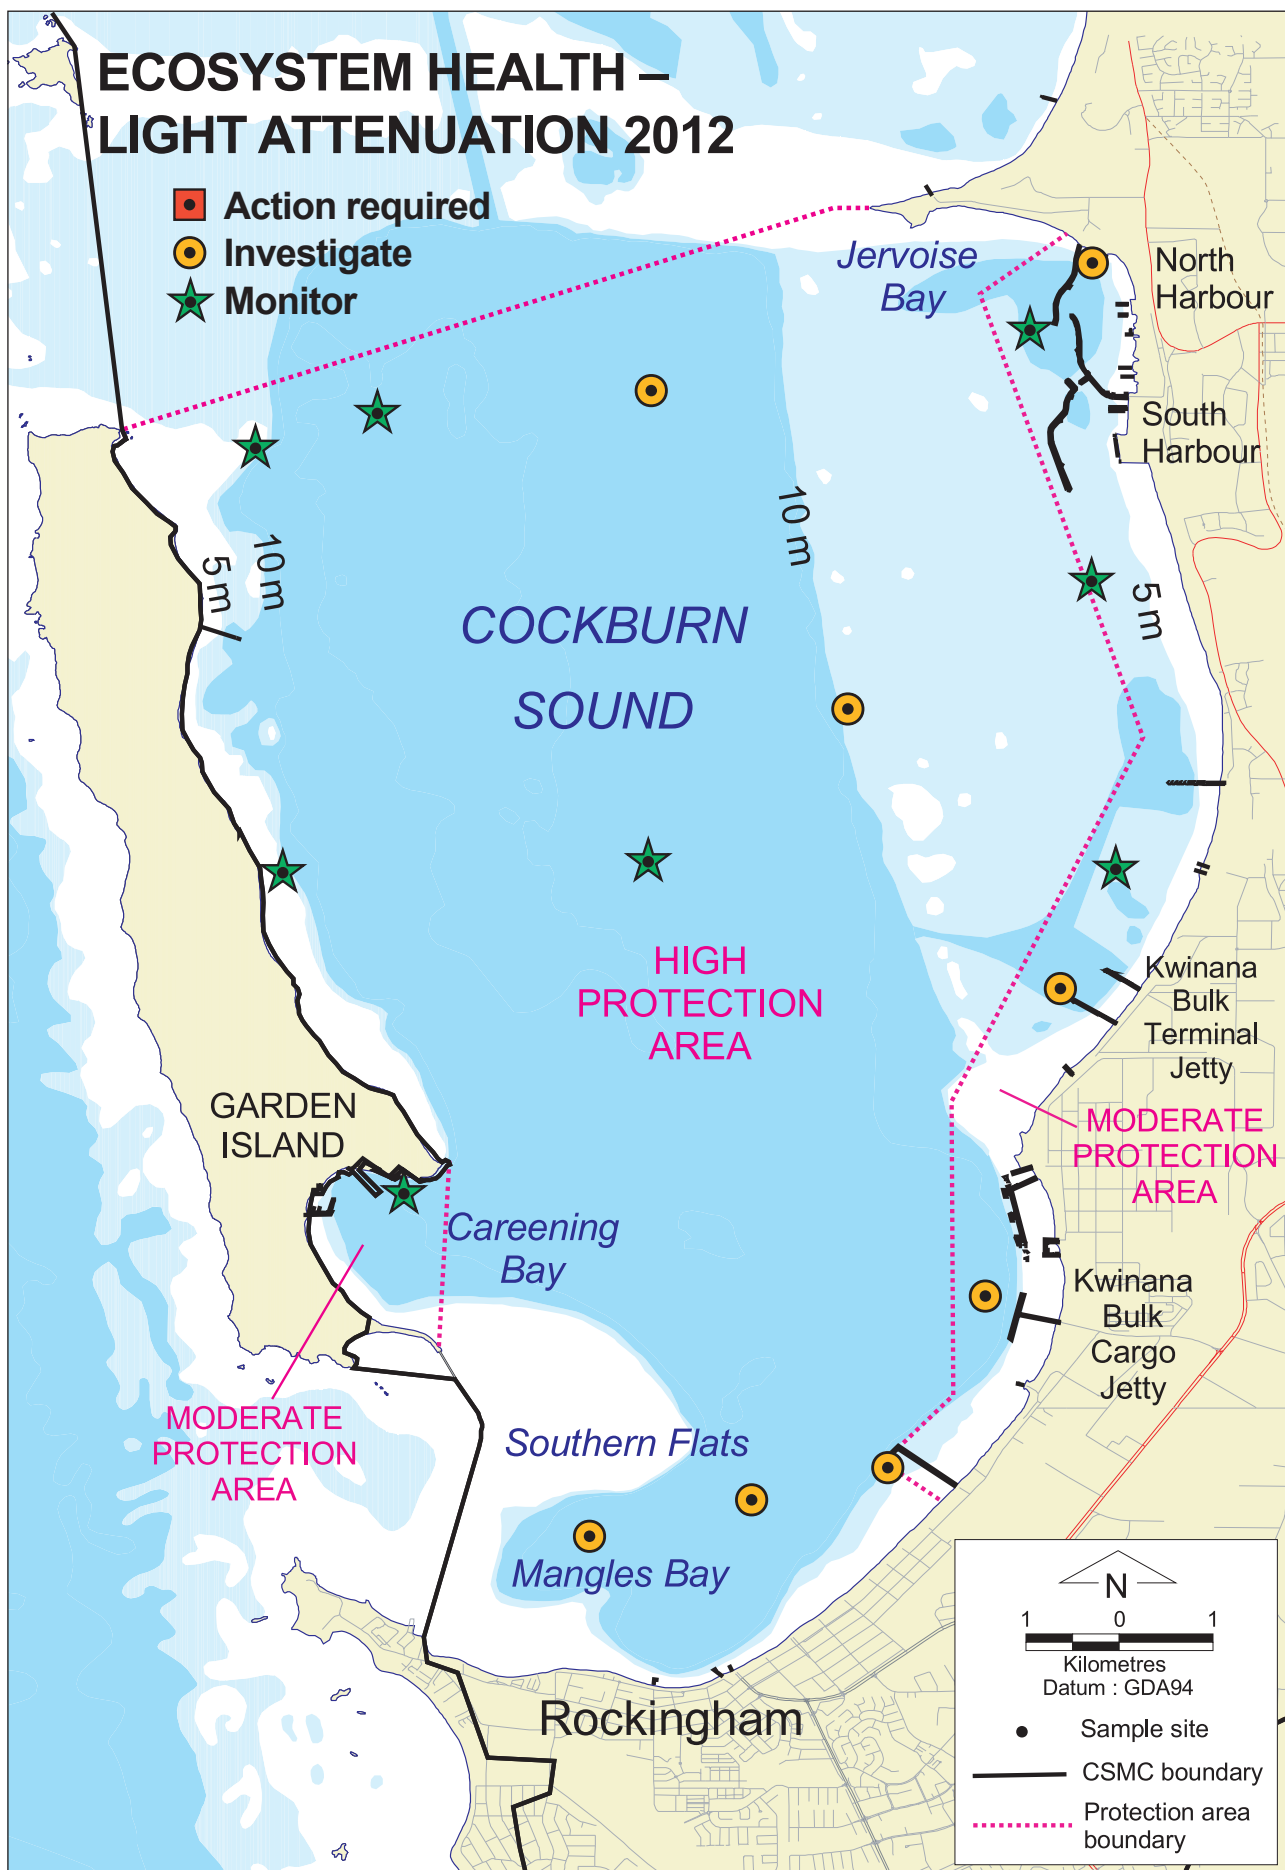 ECOSYSTEM HEALTH –
LIGHT ATTENUATION 2012
Action required
Investigate
Monitor
Jervoise
Bay
North
Harbour
South
Harbour
10 m
5 m
10 m
5 m
COCKBURN
SOUND
HIGH
PROTECTION
AREA
Kwinana
Bulk
Terminal
Jetty
GARDEN
ISLAND
MODERATE
PROTECTION
AREA
Careening
Bay
Kwinana
Bulk
Cargo
Jetty
MODERATE
PROTECTION
AREA
Southern Flats
Mangles Bay
Rockingham
N
1 0 1
Kilometres
Datum : GDA94
Sample site
CSMC boundary
Protection area
boundary